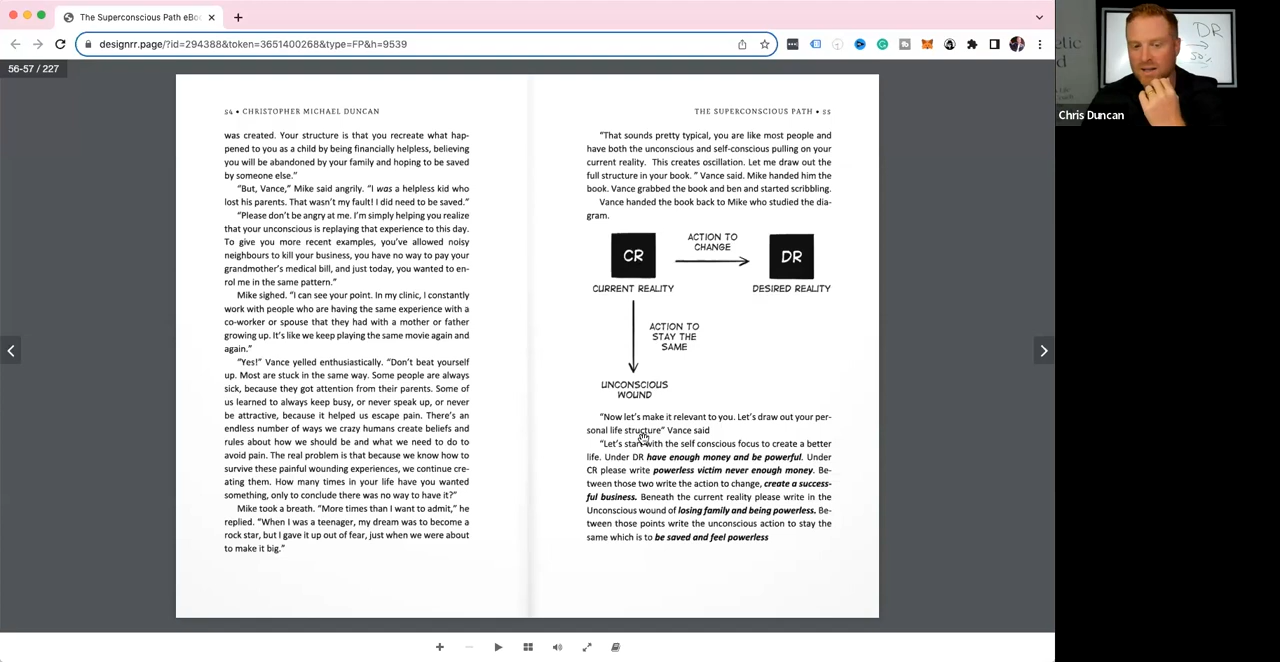 The Superconscious Path eBoo
designrr.page/?id=294388&token=3651400268&type=FP&h=9539
56-57 / 227
54 • CHRISTOPHER MICHAEL DUNCAN
was created. Your structure is that you recreate what hap-
pened to you as a child by being financially helpless, believing
you will be abandoned by your family and hoping to be saved
by someone else.”
“But, Vance,” Mike said angrily. “I was a helpless kid who
lost his parents. That wasn’t my fault! I did need to be saved.”
“Please don’t be angry at me. I’m simply helping you realize
that your unconscious is replaying that experience to this day.
To give you more recent examples, you’ve allowed noisy
neighbours to kill your business, you have no way to pay your
grandmother’s medical bill, and just today, you wanted to en-
rol me in the same pattern.”
Mike sighed. “I can see your point. In my clinic, I constantly
work with people who are having the same experience with a
co-worker or spouse that they had with a mother or father
growing up. It’s like we keep playing the same movie again and
again.”
“Yes!” Vance yelled enthusiastically. “Don’t beat yourself
up. Most are stuck in the same way. Some people are always
sick, because they got attention from their parents. Some of
us learned to always keep busy, or never speak up, or never
be attractive, because it helped us escape pain. There’s an
endless number of ways we crazy humans create beliefs and
rules about how we should be and what we need to do to
avoid pain. The real problem is that because we know how to
survive these painful wounding experiences, we continue cre-
ating them. How many times in your life have you wanted
something, only to conclude there was no way to have it?”
Mike took a breath. “More times than I want to admit,” he
replied. “When I was a teenager, my dream was to become a
rock star, but I gave it up out of fear, just when we were about
to make it big.”
THE SUPERCONSCIOUS PATH • 55
“That sounds pretty typical, you are like most people and
have both the unconscious and self-conscious pulling on your
current reality. This creates oscillation. Let me draw out the
full structure in your book. ” Vance said. Mike handed him the
book. Vance grabbed the book and ben and started scribbling.
Vance handed the book back to Mike who studied the dia-
gram.
CR
ACTION TO
CHANGE
DR
CURRENT REALITY
DESIRED REALITY
ACTION TO
STAY THE
SAME
UNCONSCIOUS
WOUND
“Now let’s make it relevant to you. Let’s draw out your per-
sonal life structure” Vance said
“Let’s start with the self conscious focus to create a better
life. Under DR have enough money and be powerful. Under
CR please write powerless victim never enough money. Be-
tween those two write the action to change, create a success-
ful business. Beneath the current reality please write in the
Unconscious wound of losing family and being powerless. Be-
tween those points write the unconscious action to stay the
same which is to be saved and feel powerless
DR
50%
Chris Duncan